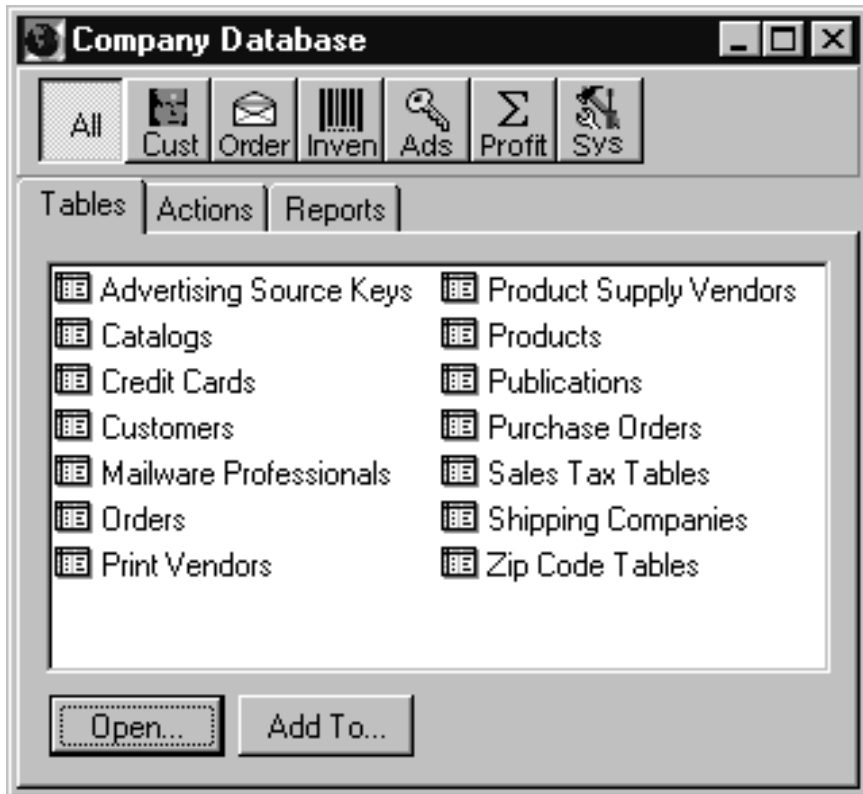 Company Database
All Cust Order Inven Ads Profit Sys
Tables Actions Reports
Advertising Source Keys
Catalogs
Credit Cards
Customers
Mailware Professionals
Orders
Print Vendors
Product Supply Vendors
Products
Publications
Purchase Orders
Sales Tax Tables
Shipping Companies
Zip Code Tables
Open... Add To...